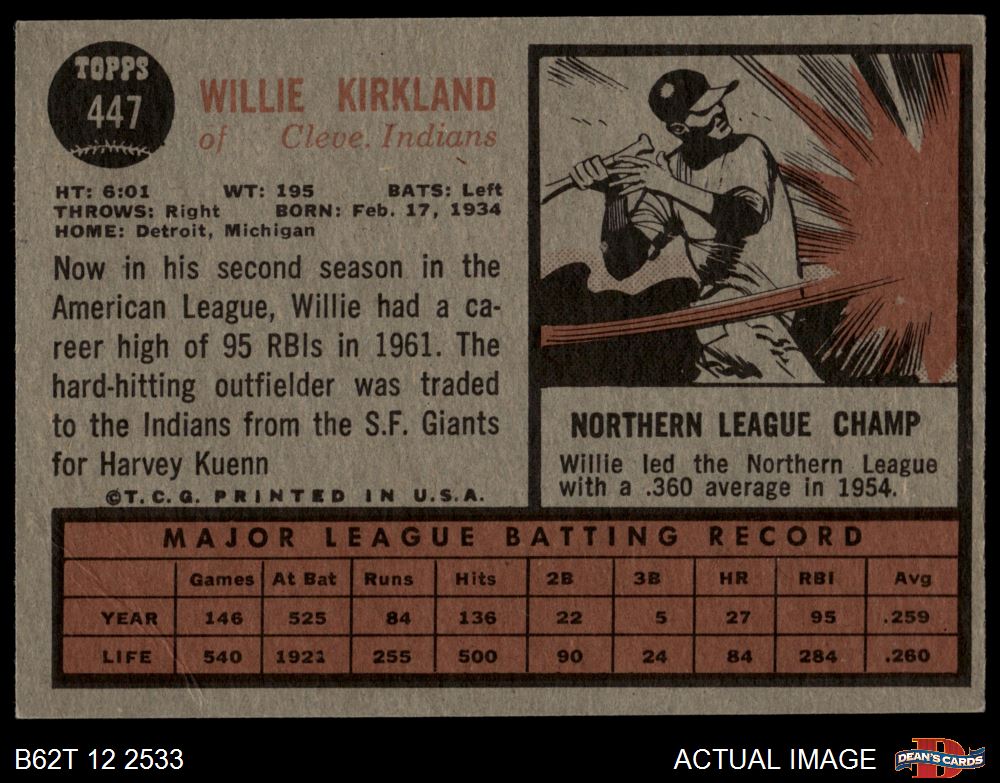 TOPPS
447
WILLIE KIRKLAND
of Cleve. Indians
HT: 6:01 WT: 195 BATS: Left
THROWS: Right BORN: Feb. 17, 1934
HOME: Detroit, Michigan
Now in his second season in the
American League, Willie had a ca-
reer high of 95 RBIs in 1961. The
hard-hitting outfielder was traded
to the Indians from the S.F. Giants
for Harvey Kuenn
©T.C.G. PRINTED IN U.S.A.
NORTHERN LEAGUE CHAMP
Willie led the Northern League
with a .360 average in 1954.
MAJOR LEAGUE BATTING RECORD
Games At Bat Runs Hits 2B 3B HR RBI Avg
YEAR 146 525 84 136 22 5 27 95 .259
LIFE 540 1921 255 500 90 24 84 284 .260
B62T 12 2533 ACTUAL IMAGE D DEAN'S CARDS